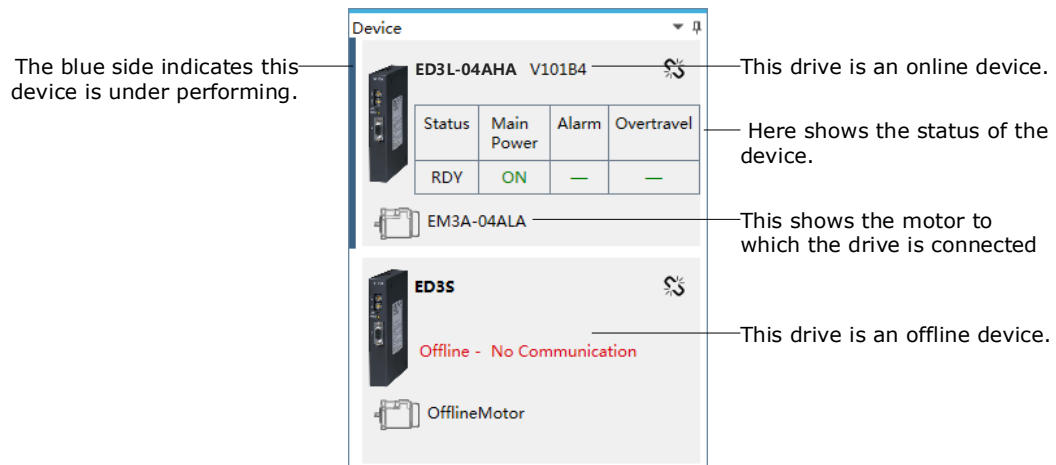 Device
The blue side indicates this
device is under performing.
ED3L-04AHA V101B4
This drive is an online device.
Status Main Power Alarm Overtravel
RDY ON — —
Here shows the status of the
device.
EM3A-04ALA
This shows the motor to
which the drive is connected
ED3S
Offline - No Communication
This drive is an offline device.
OfflineMotor